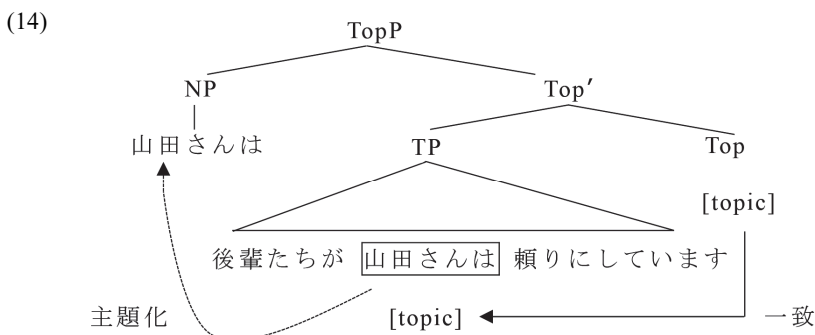 (14)
TopP
NP Top′
山田さんは TP Top
[topic]
後輩たちが 山田さんは 頼りにしています
主題化 [topic] 一致